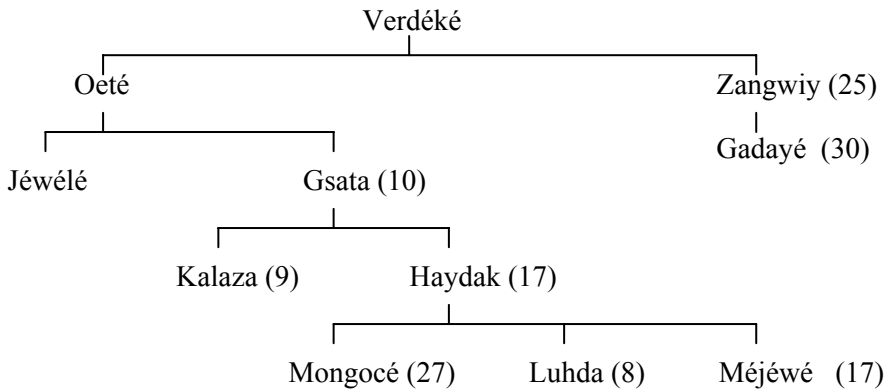 Verdéké
Oeté Zangwiy (25)
Gadayé (30)
Jéwélé Gsata (10)
Kalaza (9) Haydak (17)
Mongocé (27) Luhda (8) Méjéwé (17)